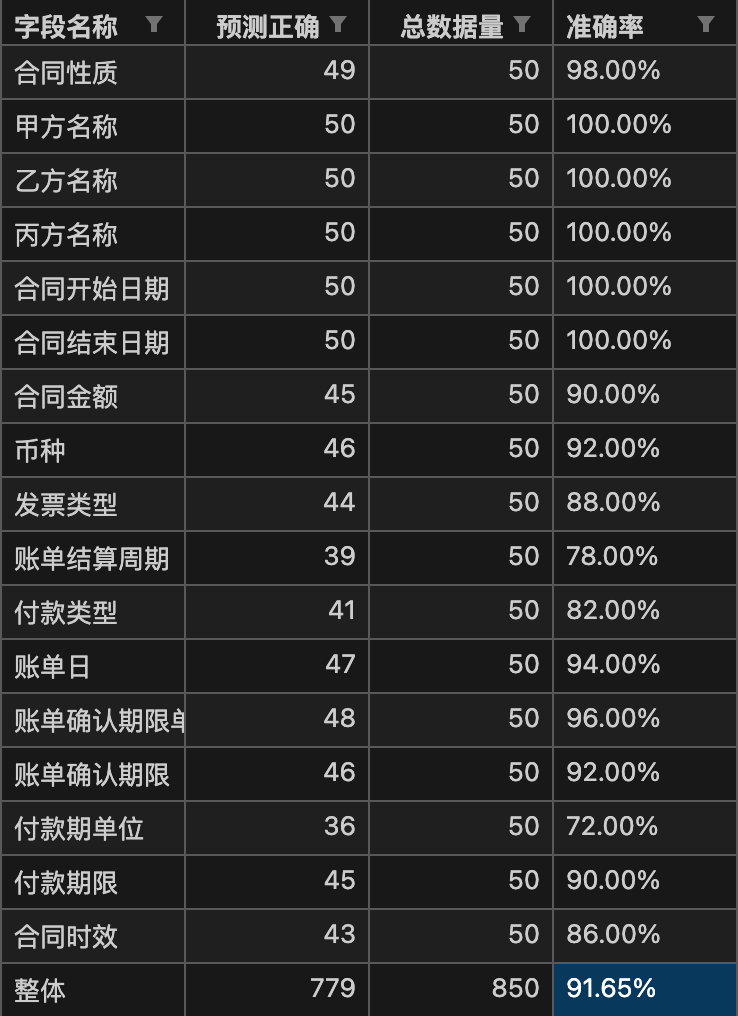 字段名称 预测正确 总数据量 准确率
合同性质 49 50 98.00%
甲方名称 50 50 100.00%
乙方名称 50 50 100.00%
丙方名称 50 50 100.00%
合同开始日期 50 50 100.00%
合同结束日期 50 50 100.00%
合同金额 45 50 90.00%
币种 46 50 92.00%
发票类型 44 50 88.00%
账单结算周期 39 50 78.00%
付款类型 41 50 82.00%
账单日 47 50 94.00%
账单确认期限单 48 50 96.00%
账单确认期限 46 50 92.00%
付款期单位 36 50 72.00%
付款期限 45 50 90.00%
合同时效 43 50 86.00%
整体 779 850 91.65%